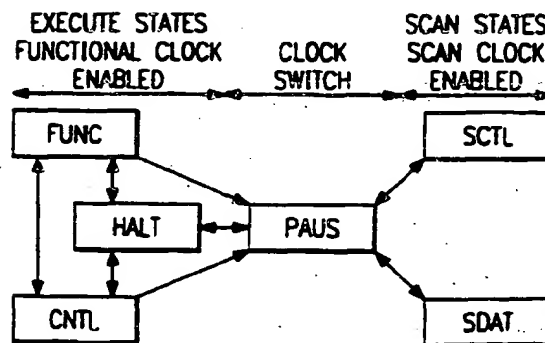 EXECUTE STATES
FUNCTIONAL CLOCK
ENABLED
CLOCK
SWITCH
SCAN STATES
SCAN CLOCK
ENABLED
FUNC
SCTL
HALT
PAUS
CNTL
SDAT